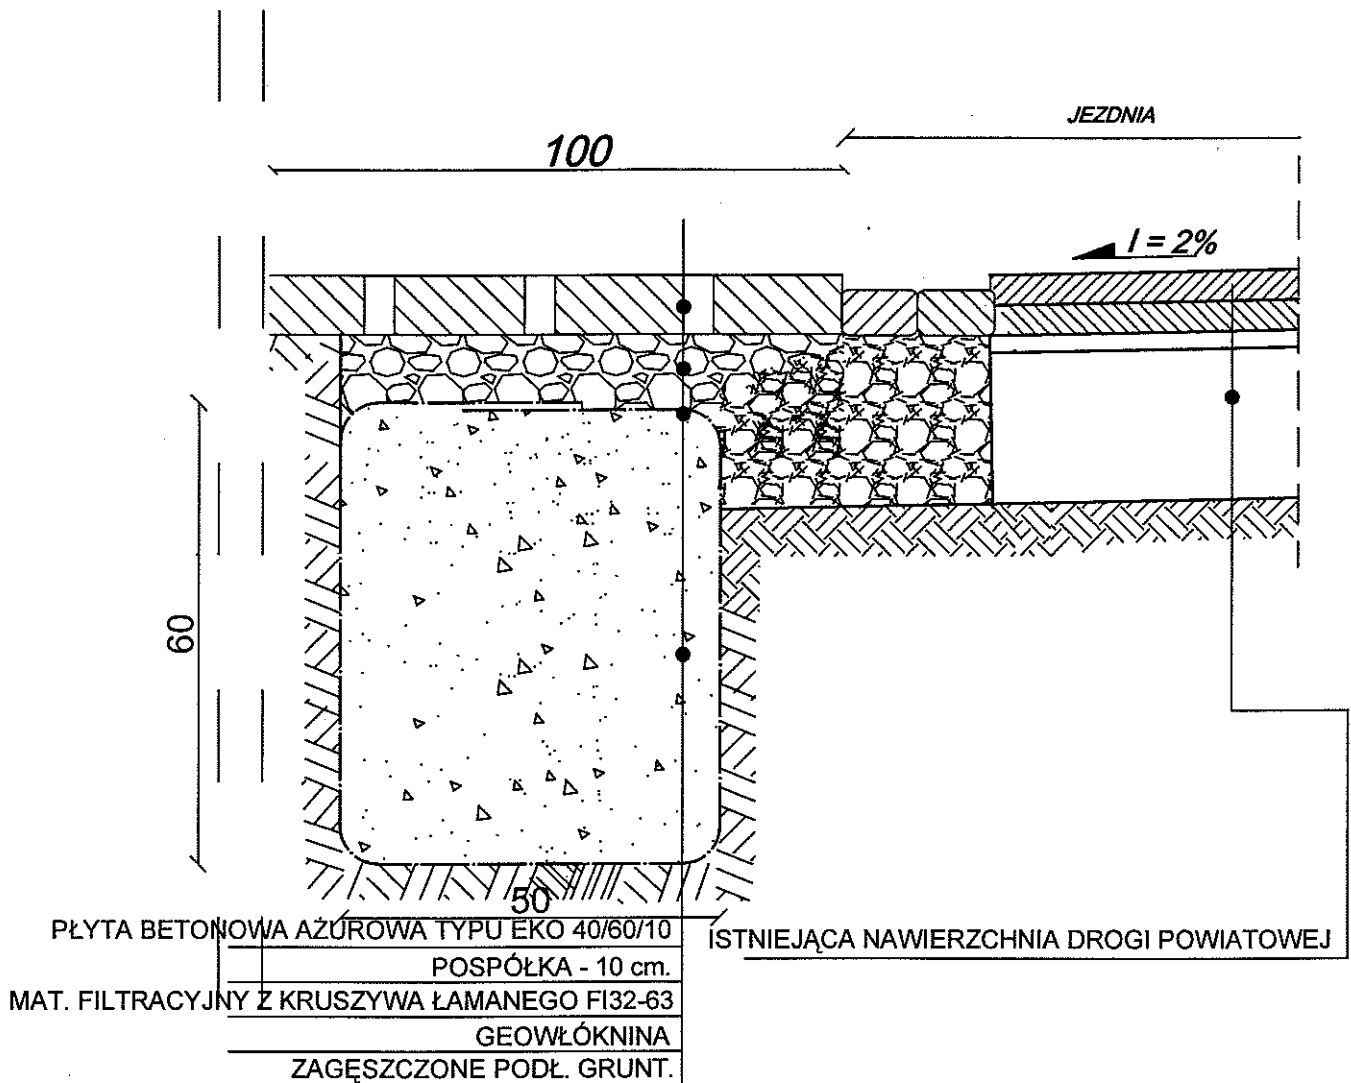 JEZDNIA
100
I = 2%
60
50
PŁYTA BETONOWA AŻUROWA TYPU EKO 40/60/10
ISTNIEJĄCA NAWIERZCHNIA DROGI POWIATOWEJ
POSPÓŁKA - 10 cm.
MAT. FILTRACYJNY Z KRUSZYWA ŁAMANEGO FI32-63
GEOWŁÓKNINA
ZAGĘSZCZONE PODŁ. GRUNT.